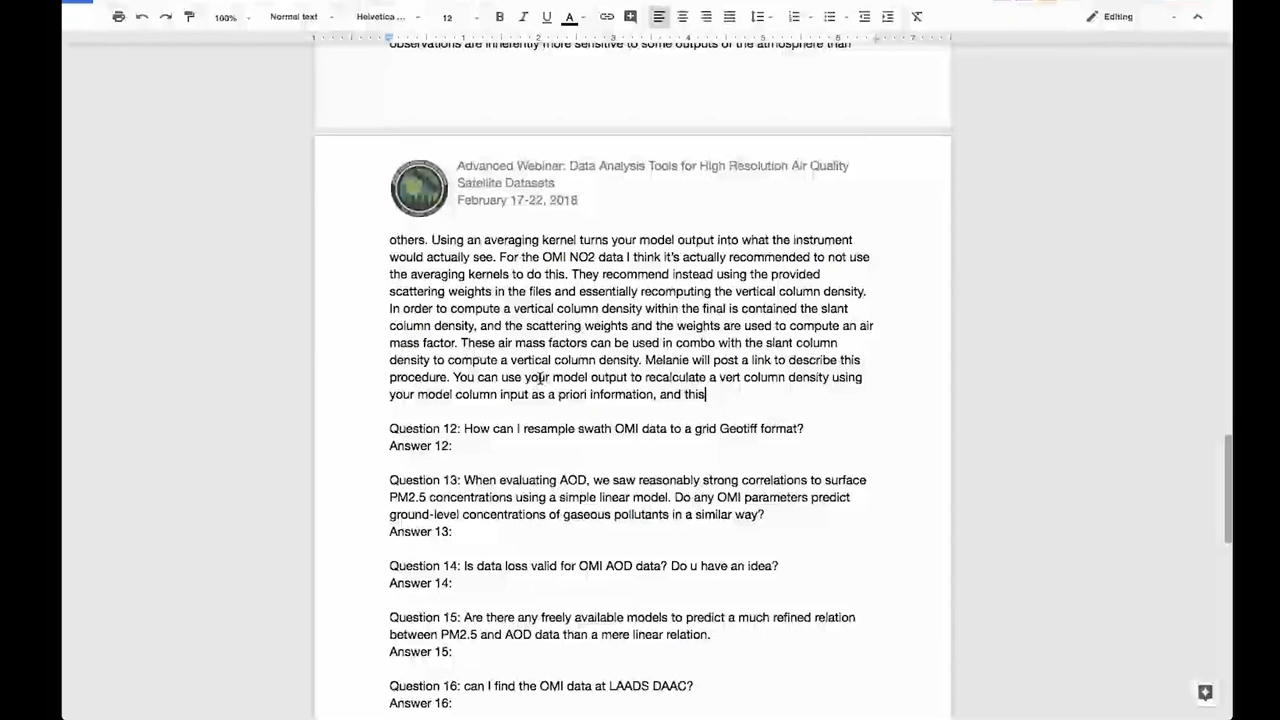 100%
Normal text
Helvetica ...
12
B
I
U
A
Editing
1
1
2
3
4
5
6
7
observations are inherently more sensitive to some outputs of the atmosphere than
Advanced Webinar: Data Analysis Tools for High Resolution Air Quality
Satellite Datasets
February 17-22, 2018
others. Using an averaging kernel turns your model output into what the instrument
would actually see. For the OMI NO2 data I think it's actually recommended to not use
the averaging kernels to do this. They recommend instead using the provided
scattering weights in the files and essentially recomputing the vertical column density.
In order to compute a vertical column density within the final is contained the slant
column density, and the scattering weights and the weights are used to compute an air
mass factor. These air mass factors can be used in combo with the slant column
density to compute a vertical column density. Melanie will post a link to describe this
procedure. You can use your model output to recalculate a vert column density using
your model column input as a priori information, and this
Question 12: How can I resample swath OMI data to a grid Geotiff format?
Answer 12:
Question 13: When evaluating AOD, we saw reasonably strong correlations to surface
PM2.5 concentrations using a simple linear model. Do any OMI parameters predict
ground-level concentrations of gaseous pollutants in a similar way?
Answer 13:
Question 14: Is data loss valid for OMI AOD data? Do u have an idea?
Answer 14:
Question 15: Are there any freely available models to predict a much refined relation
between PM2.5 and AOD data than a mere linear relation.
Answer 15:
Question 16: can I find the OMI data at LAADS DAAC?
Answer 16: